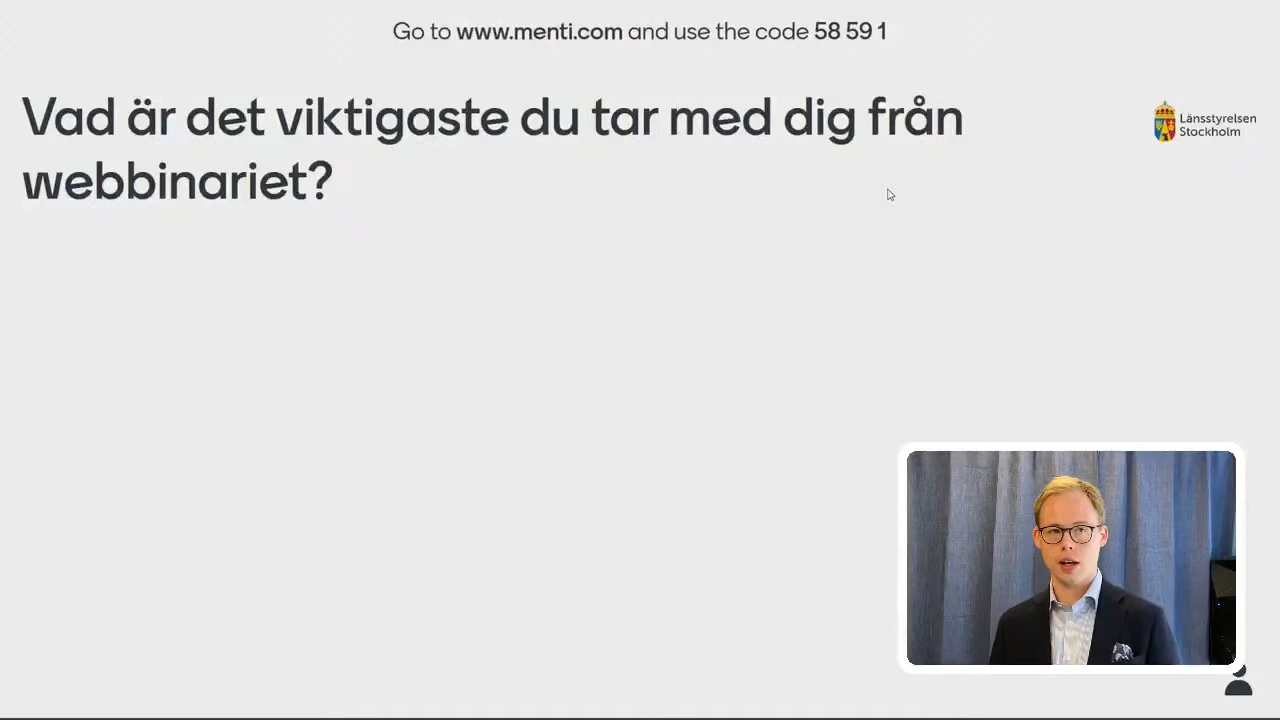 Go to www.menti.com and use the code 58 59 1
Vad är det viktigaste du tar med dig från
webbinariet?
Länsstyrelsen
Stockholm